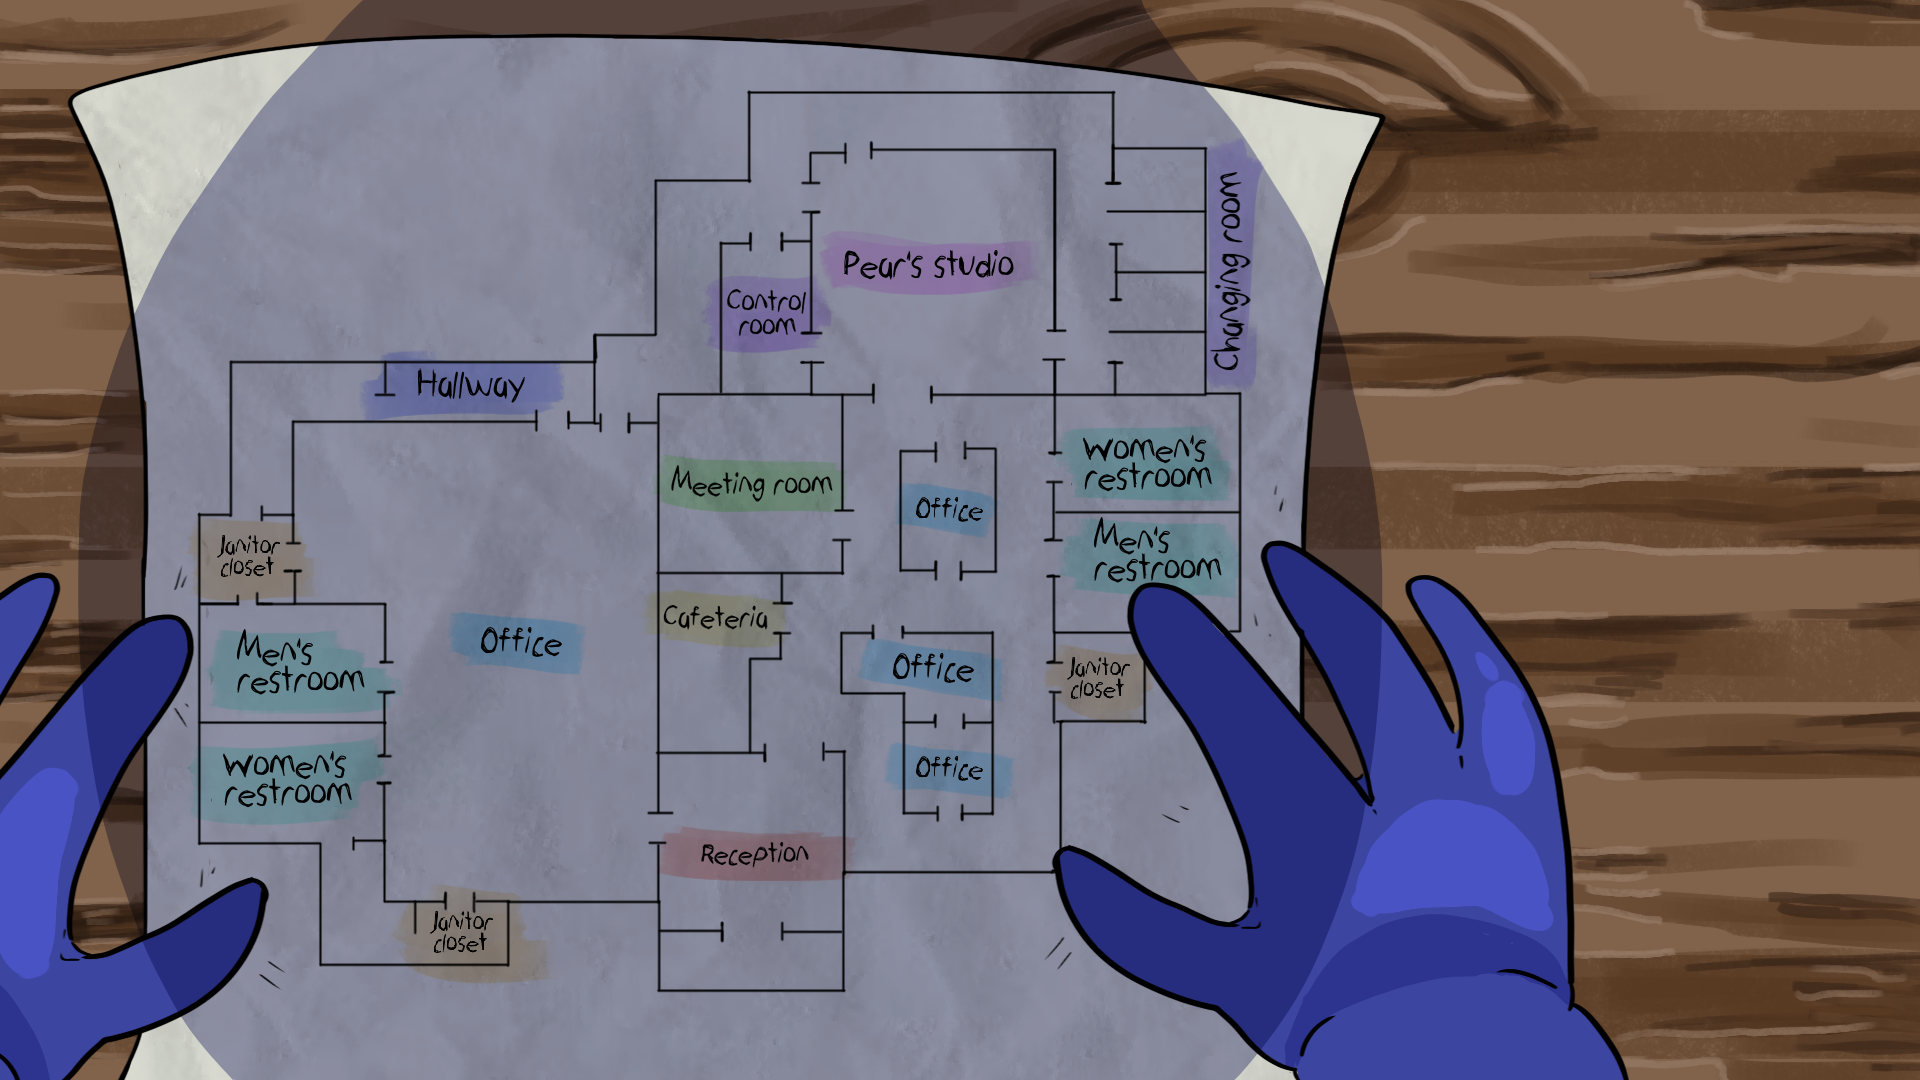 Pear's studio
Control
room
Changing room
Hallway
Women's
restroom
Meeting room
Office
Men's
restroom
Janitor
closet
Cafeteria
Office
Office
Janitor
closet
Men's
restroom
Women's
restroom
Office
Reception
Janitor
closet